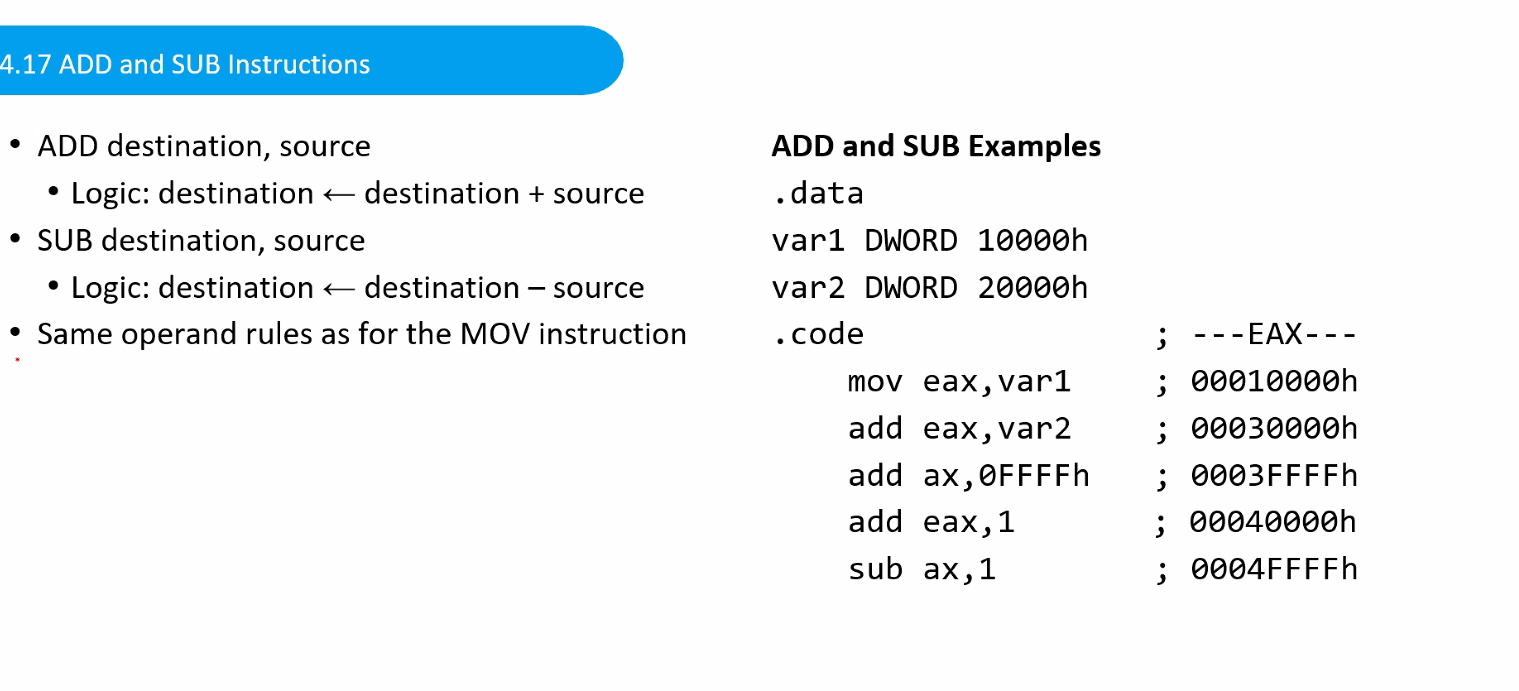 4.17 ADD and SUB Instructions
• ADD destination, source
• Logic: destination ← destination + source
• SUB destination, source
• Logic: destination ← destination – source
• Same operand rules as for the MOV instruction
ADD and SUB Examples
.data
var1 DWORD 10000h
var2 DWORD 20000h
.code ; ---EAX---
mov eax,var1 ; 00010000h
add eax,var2 ; 00030000h
add ax,0FFFFh ; 0003FFFFh
add eax,1 ; 00040000h
sub ax,1 ; 0004FFFFh